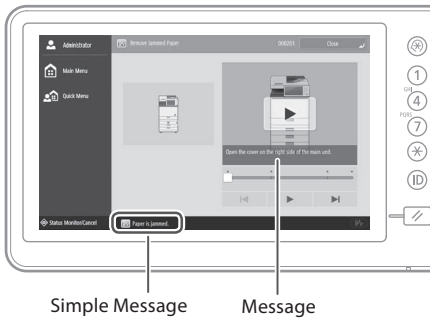 Administrator
Remove Jammed Paper
000201
Close
Main Menu
Quick Menu
Open the cover on the right side of the main unit.
Status Monitor/Cancel
Paper is jammed.
1
GHI
4
PQRS
7
ID
Simple Message
Message